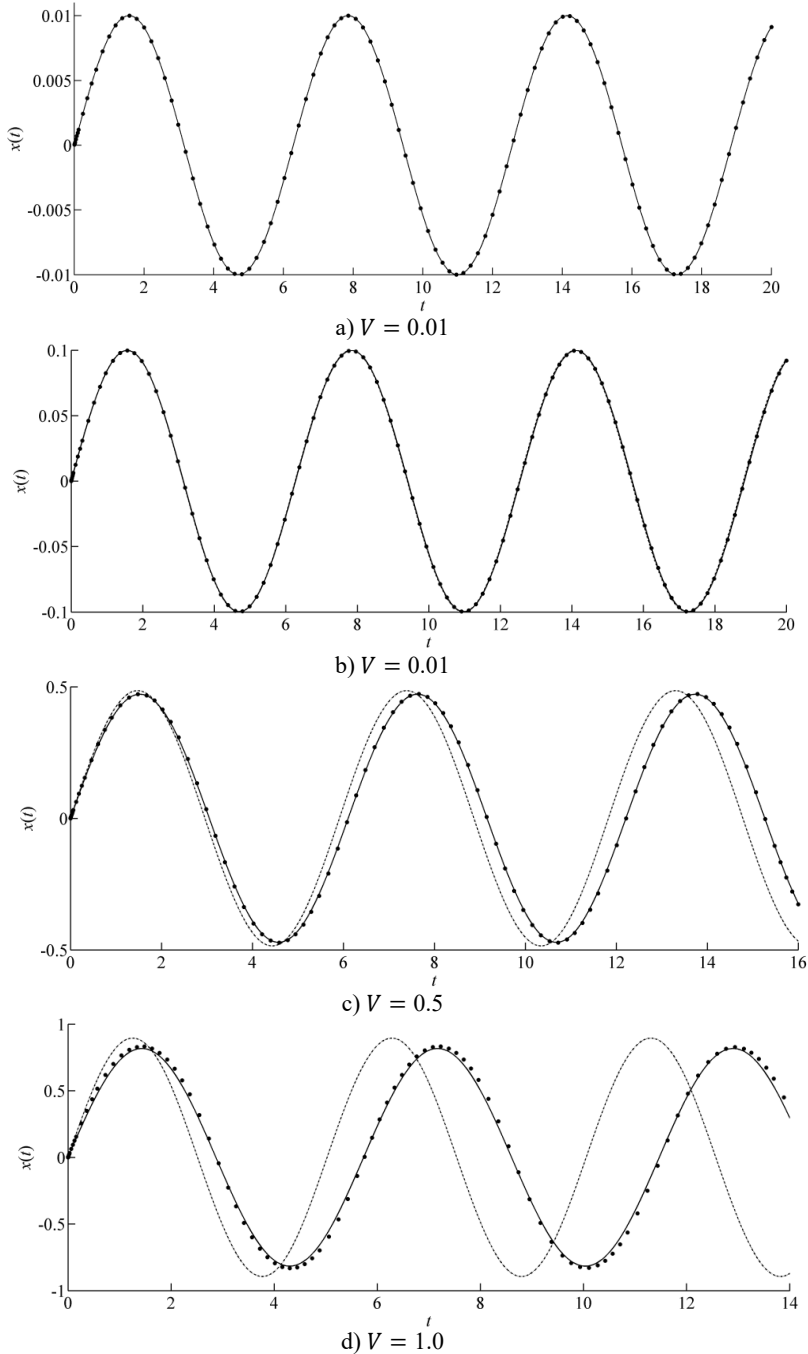 0.01
0.005
0
-0.005
-0.01
x(t)
0 2 4 6 8 10 12 14 16 18 20
t
a) V = 0.01
0.1
0.05
0
-0.05
-0.1
x(t)
0 2 4 6 8 10 12 14 16 18 20
t
b) V = 0.01
0.5
0
-0.5
x(t)
0 2 4 6 8 10 12 14 16
t
c) V = 0.5
1
0.5
0
-0.5
-1
x(t)
0 2 4 6 8 10 12 14
t
d) V = 1.0